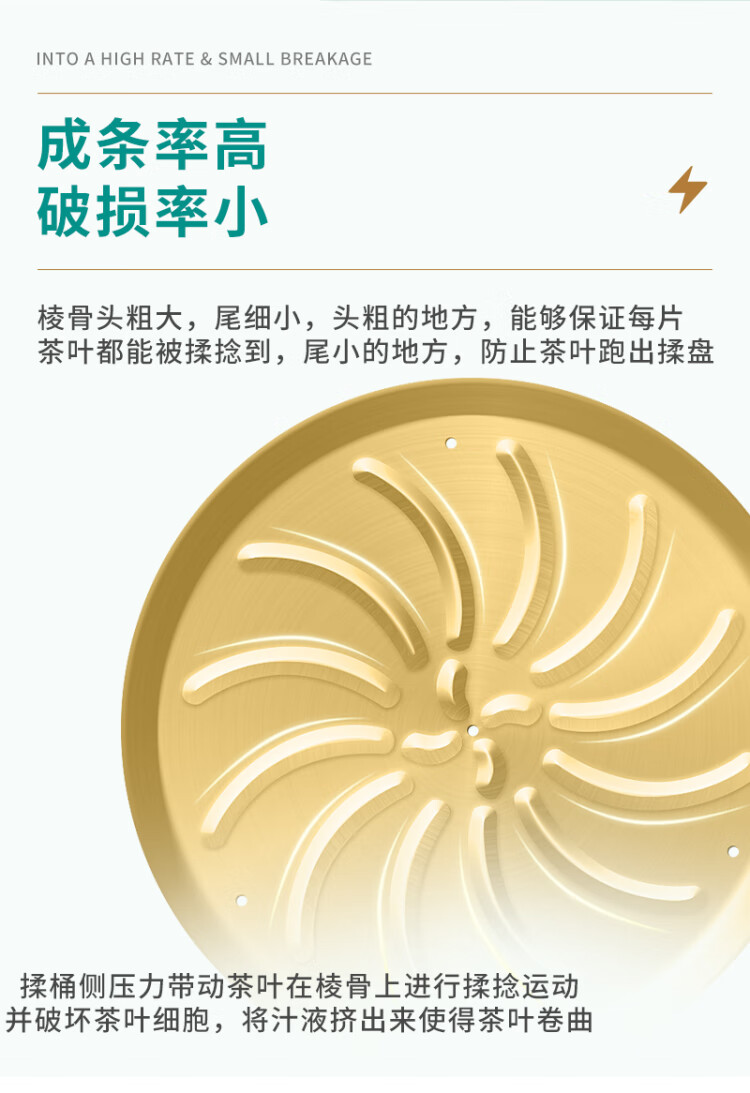 INTO A HIGH RATE & SMALL BREAKAGE
成条率高
破损率小
棱骨头粗大，尾细小，头粗的地方，能够保证每片
茶叶都能被揉捻到，尾小的地方，防止茶叶跑出揉盘
揉桶侧压力带动茶叶在棱骨上进行揉捻运动
并破坏茶叶细胞，将汁液挤出来使得茶叶卷曲